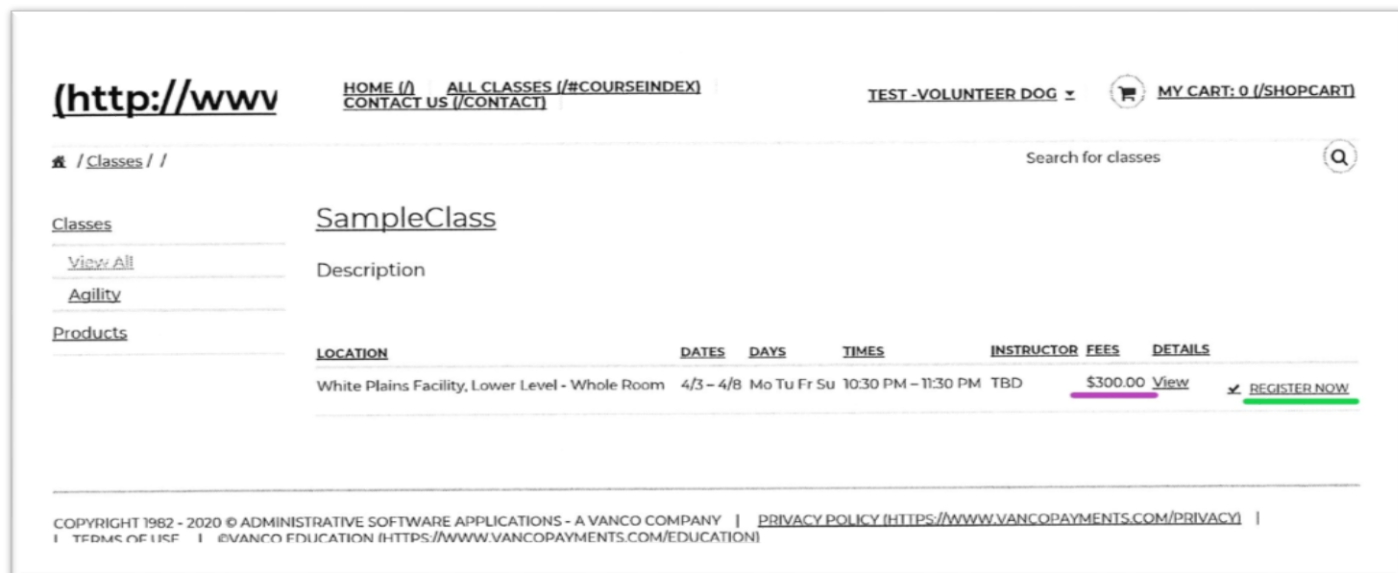 (http://www
HOME (/) ALL CLASSES (/#COURSEINDEX)
CONTACT US (/CONTACT)
TEST -VOLUNTEER DOG
MY CART: 0 (/SHOPCART)
/ Classes / /
Search for classes
Classes
View All
Agility
Products
SampleClass
Description
LOCATION DATES DAYS TIMES INSTRUCTOR FEES DETAILS
White Plains Facility, Lower Level - Whole Room 4/3 – 4/8 Mo Tu Fr Su 10:30 PM – 11:30 PM TBD $300.00 View REGISTER NOW
COPYRIGHT 1982 - 2020 © ADMINISTRATIVE SOFTWARE APPLICATIONS - A VANCO COMPANY | PRIVACY POLICY (HTTPS://WWW.VANCOPAYMENTS.COM/PRIVACY) |
| TERMS OF USE | ©VANCO EDUCATION (HTTPS://WWW.VANCOPAYMENTS.COM/EDUCATION)